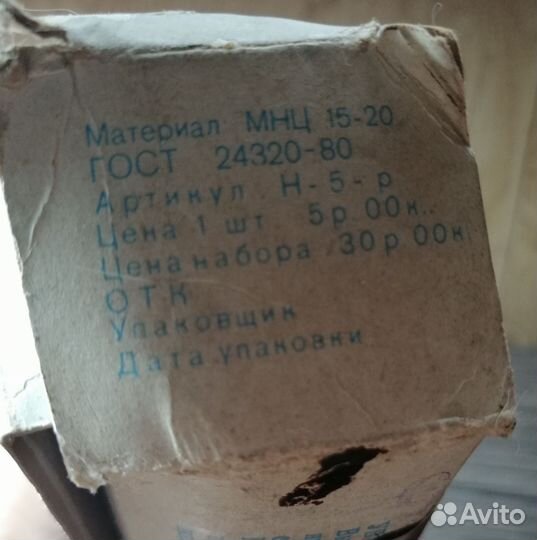 Материал МНЦ 15-20
ГОСТ 24320-80
Артикул Н-5-р
Цена 1 шт 5р 00к.
Цена набора 30р 00к
ОТК
Упаковщик
Дата упаковки
Avito